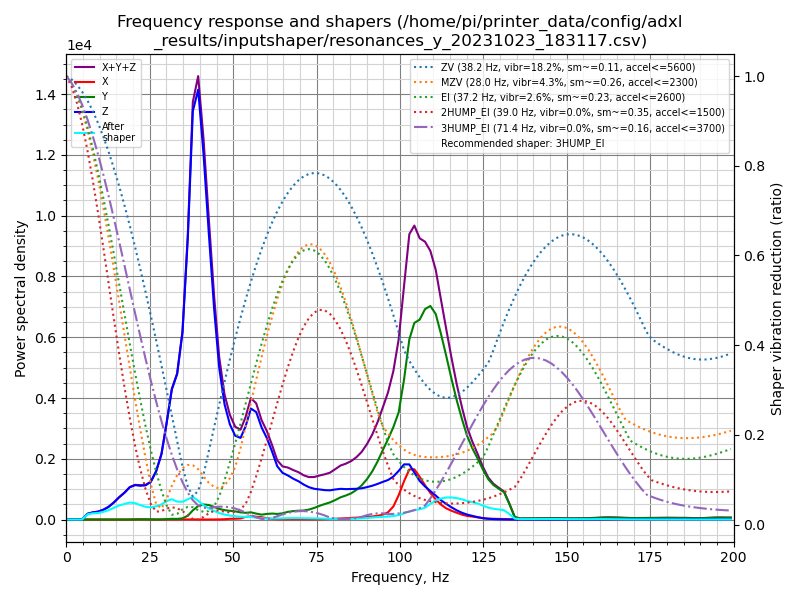 Frequency response and shapers (/home/pi/printer_data/config/adxl
_results/inputshaper/resonances_y_20231023_183117.csv)
1e4
X+Y+Z
X
Y
Z
After
shaper
ZV (38.2 Hz, vibr=18.2%, sm~=0.11, accel<=5600)
MZV (28.0 Hz, vibr=4.3%, sm~=0.26, accel<=2300)
EI (37.2 Hz, vibr=2.6%, sm~=0.23, accel<=2600)
2HUMP_EI (39.0 Hz, vibr=0.0%, sm~=0.35, accel<=1500)
3HUMP_EI (71.4 Hz, vibr=0.0%, sm~=0.16, accel<=3700)
Recommended shaper: 3HUMP_EI
Power spectral density
1.4
1.2
1.0
0.8
0.6
0.4
0.2
0.0
1.0
0.8
0.6
0.4
0.2
0.0
Shaper vibration reduction (ratio)
0 25 50 75 100 125 150 175 200
Frequency, Hz